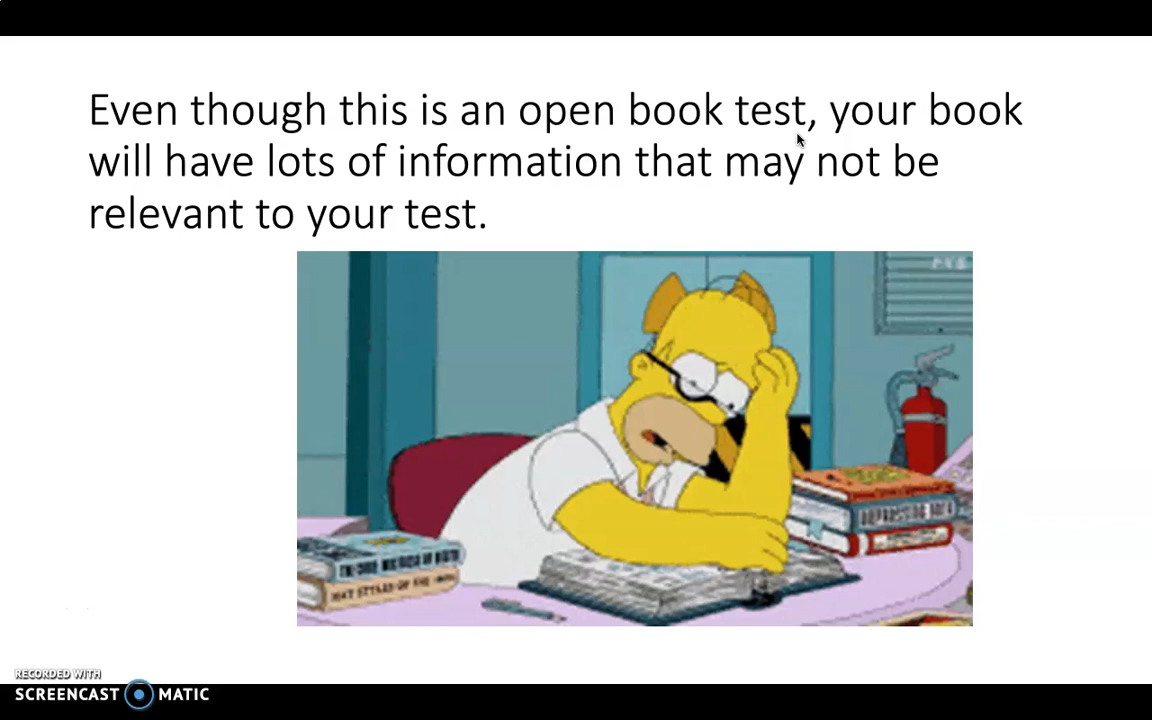 Even though this is an open book test, your book
will have lots of information that may not be
relevant to your test.
RECORDED WITH
SCREENCAST MATIC